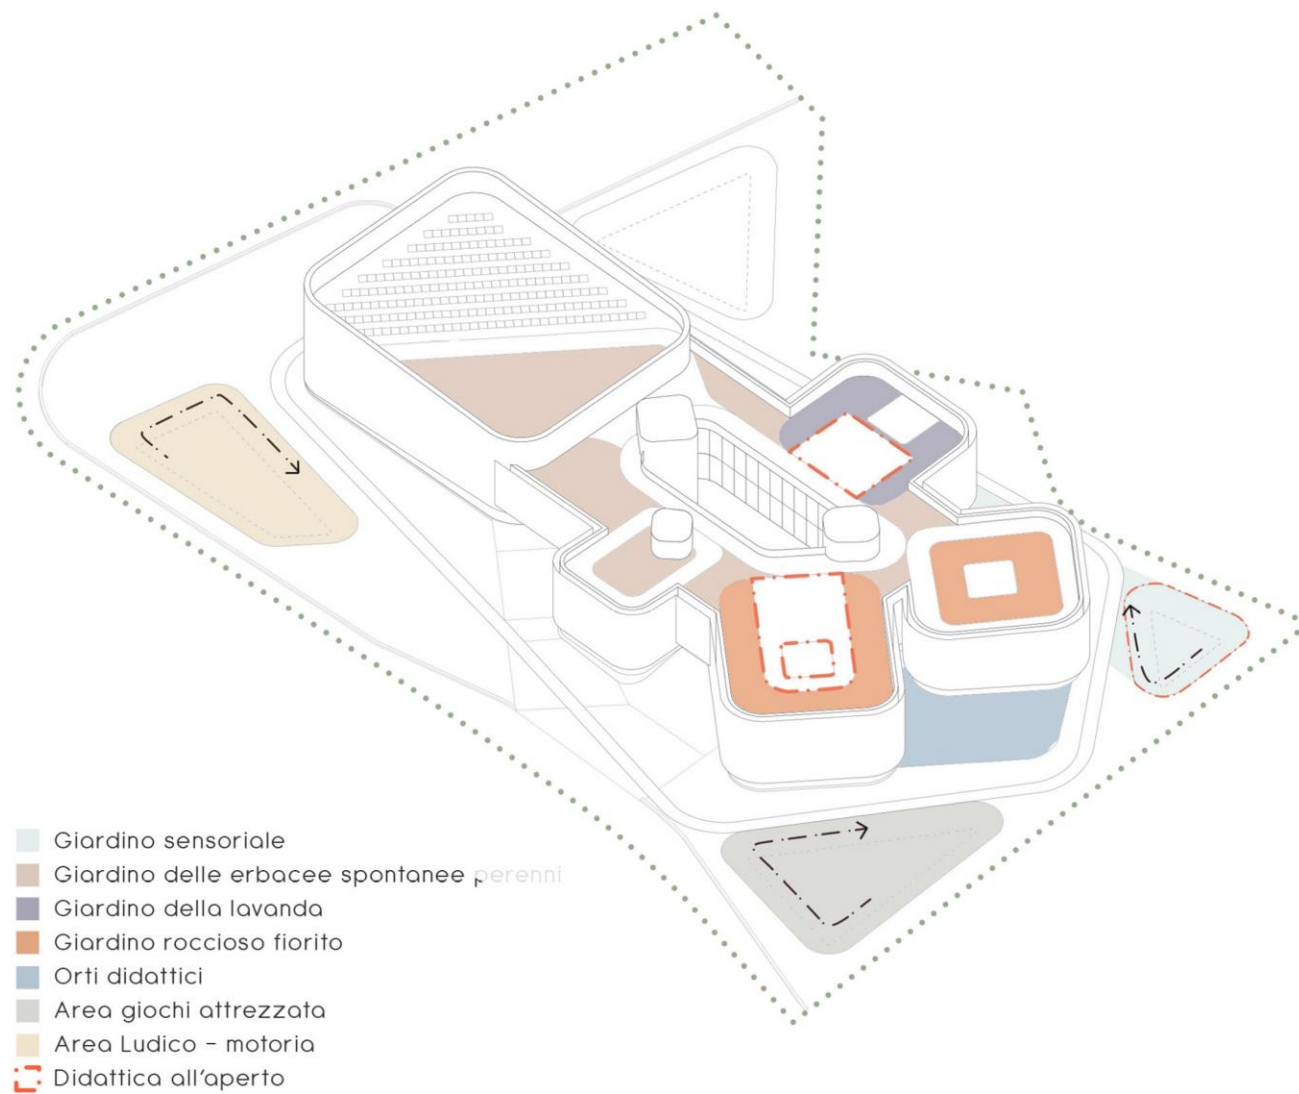 Giardino sensoriale
Giardino delle erbacee spontanee perenni
Giardino della lavanda
Giardino roccioso fiorito
Orti didattici
Area giochi attrezzata
Area Ludico - motoria
Didattica all'aperto